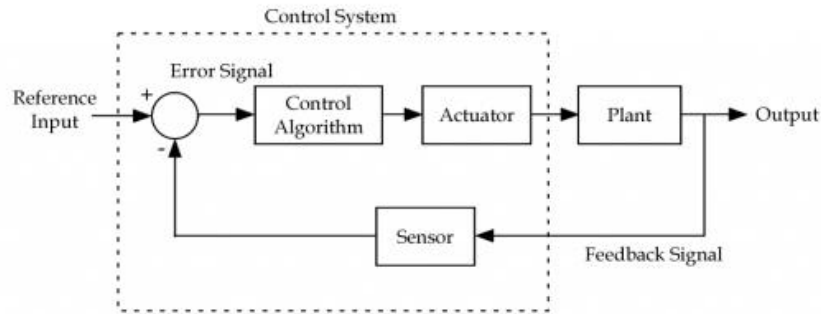 Control System
Error Signal
Reference
Input
+
-
Control
Algorithm
Actuator
Plant
Output
Sensor
Feedback Signal